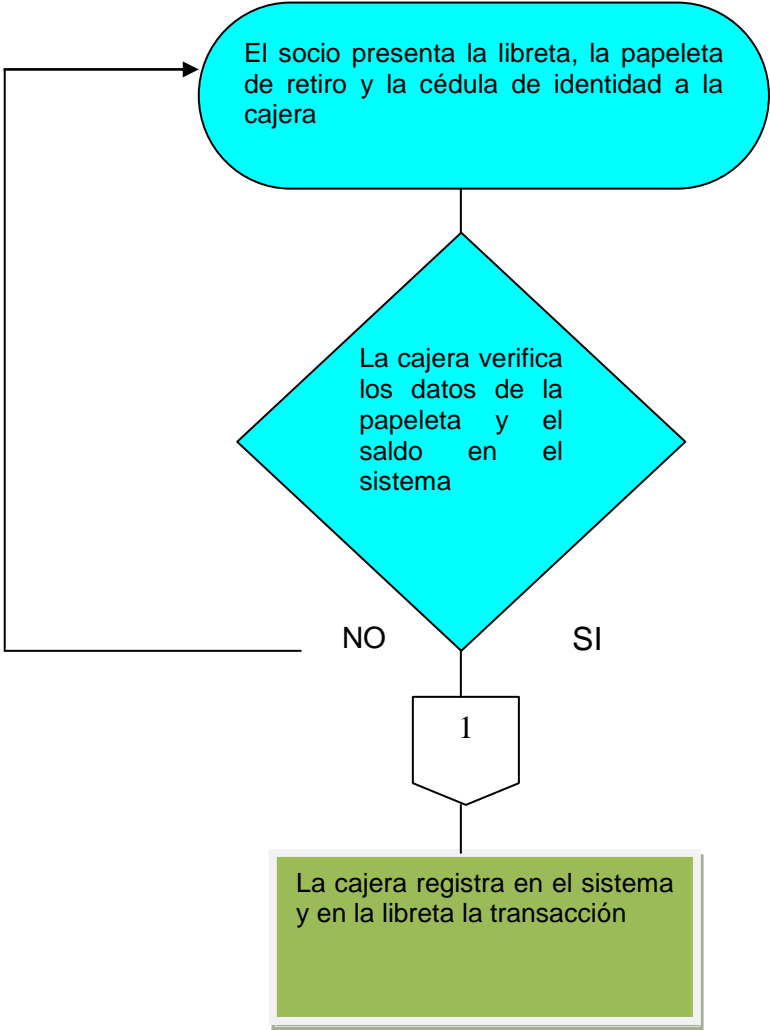 El socio presenta la libreta, la papeleta
de retiro y la cédula de identidad a la
cajera
La cajera verifica
los datos de la
papeleta y el
saldo en el
sistema
NO SI
1
La cajera registra en el sistema
y en la libreta la transacción